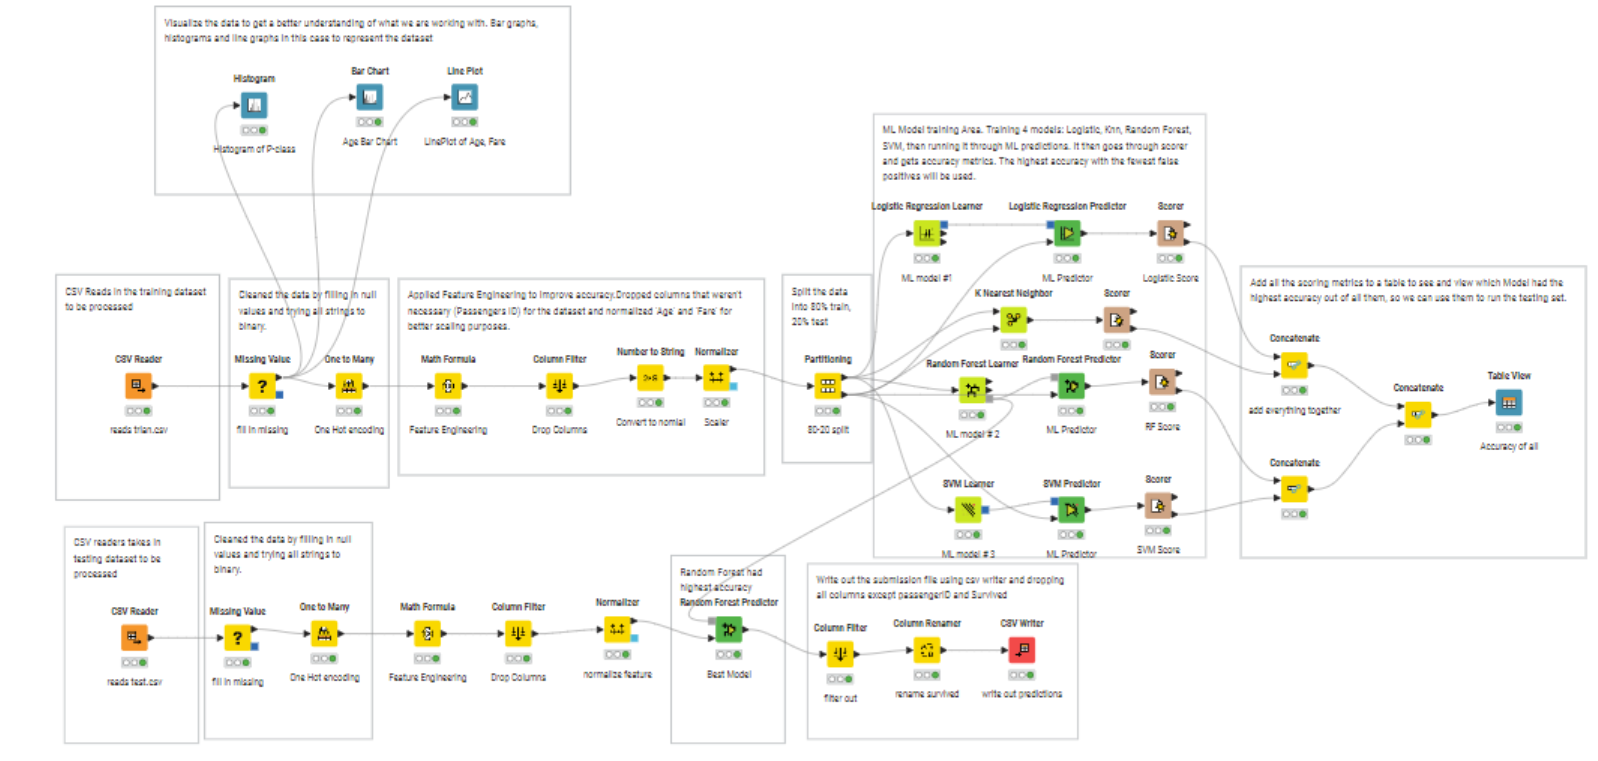 Visualize the data to get a better understanding of what we are working with. Bar graphs,
histograms and line graphs in this case to represent the dataset
Histogram
Histogram of P-class
Bar Chart
Age Bar Chart
Line Plot
LinePlot of Age, Fare
CSV Reads in the training dataset
to be processed
CSV Reader
reads trian.csv
Cleaned the data by filling in null
values and trying all strings to
binary.
Missing Value
fill in missing
One to Many
One Hot encoding
Applied Feature Engineering to improve accuracy.Dropped columns that weren't
necessary (Passengers ID) for the dataset and normalized 'Age' and 'Fare' for
better scaling purposes.
Math Formula
Feature Engineering
Column Filter
Drop Columns
Number to String
Convert to nomial
Normalizer
Scaler
Split the data
into 80% train,
20% test
Partitioning
80-20 split
ML Model training Area. Training 4 models: Logistic, Knn, Random Forest,
SVM, then running it through ML predictions. It then goes through scorer
and gets accuracy metrics. The highest accuracy with the fewest false
positives will be used.
Logistic Regression Learner
ML model #1
Logistic Regression Predictor
ML Predictor
Scorer
Logistic Score
K Nearest Neighbor
Scorer
Random Forest Learner
ML model # 2
Random Forest Predictor
ML Predictor
Scorer
RF Score
SVM Learner
ML model # 3
SVM Predictor
ML Predictor
Scorer
SVM Score
Add all the scoring metrics to a table to see and view which Model had the
highest accuracy out of all them, so we can use them to run the testing set.
Concatenate
add everything together
Concatenate
Concatenate
Table View
Accuracy of all
CSV readers takes in
testing dataset to be
processed
CSV Reader
reads test.csv
Cleaned the data by filling in null
values and trying all strings to
binary.
Missing Value
fill in missing
One to Many
One Hot encoding
Math Formula
Feature Engineering
Column Filter
Drop Columns
Normalizer
normalize feature
Random Forest had
highest accuracy
Random Forest Predictor
Best Model
Write out the submission file using csv writer and dropping
all columns except passengerID and Survived
Column Filter
filter out
Column Renamer
rename survived
CSV Writer
write out predictions